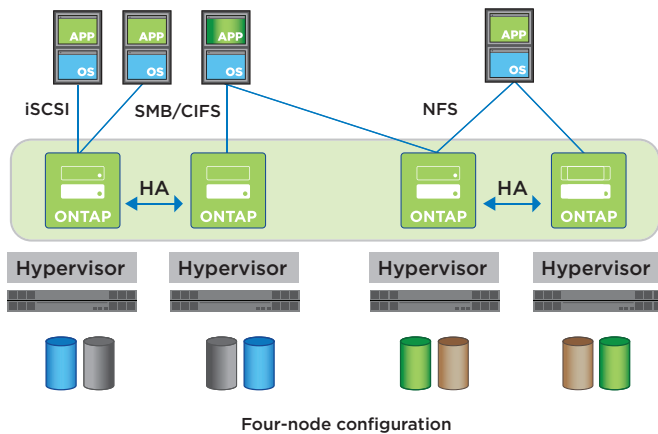 APP APP APP APP
OS OS OS OS
iSCSI SMB/CIFS NFS
HA HA
ONTAP ONTAP ONTAP ONTAP
Hypervisor Hypervisor Hypervisor Hypervisor
Four-node configuration